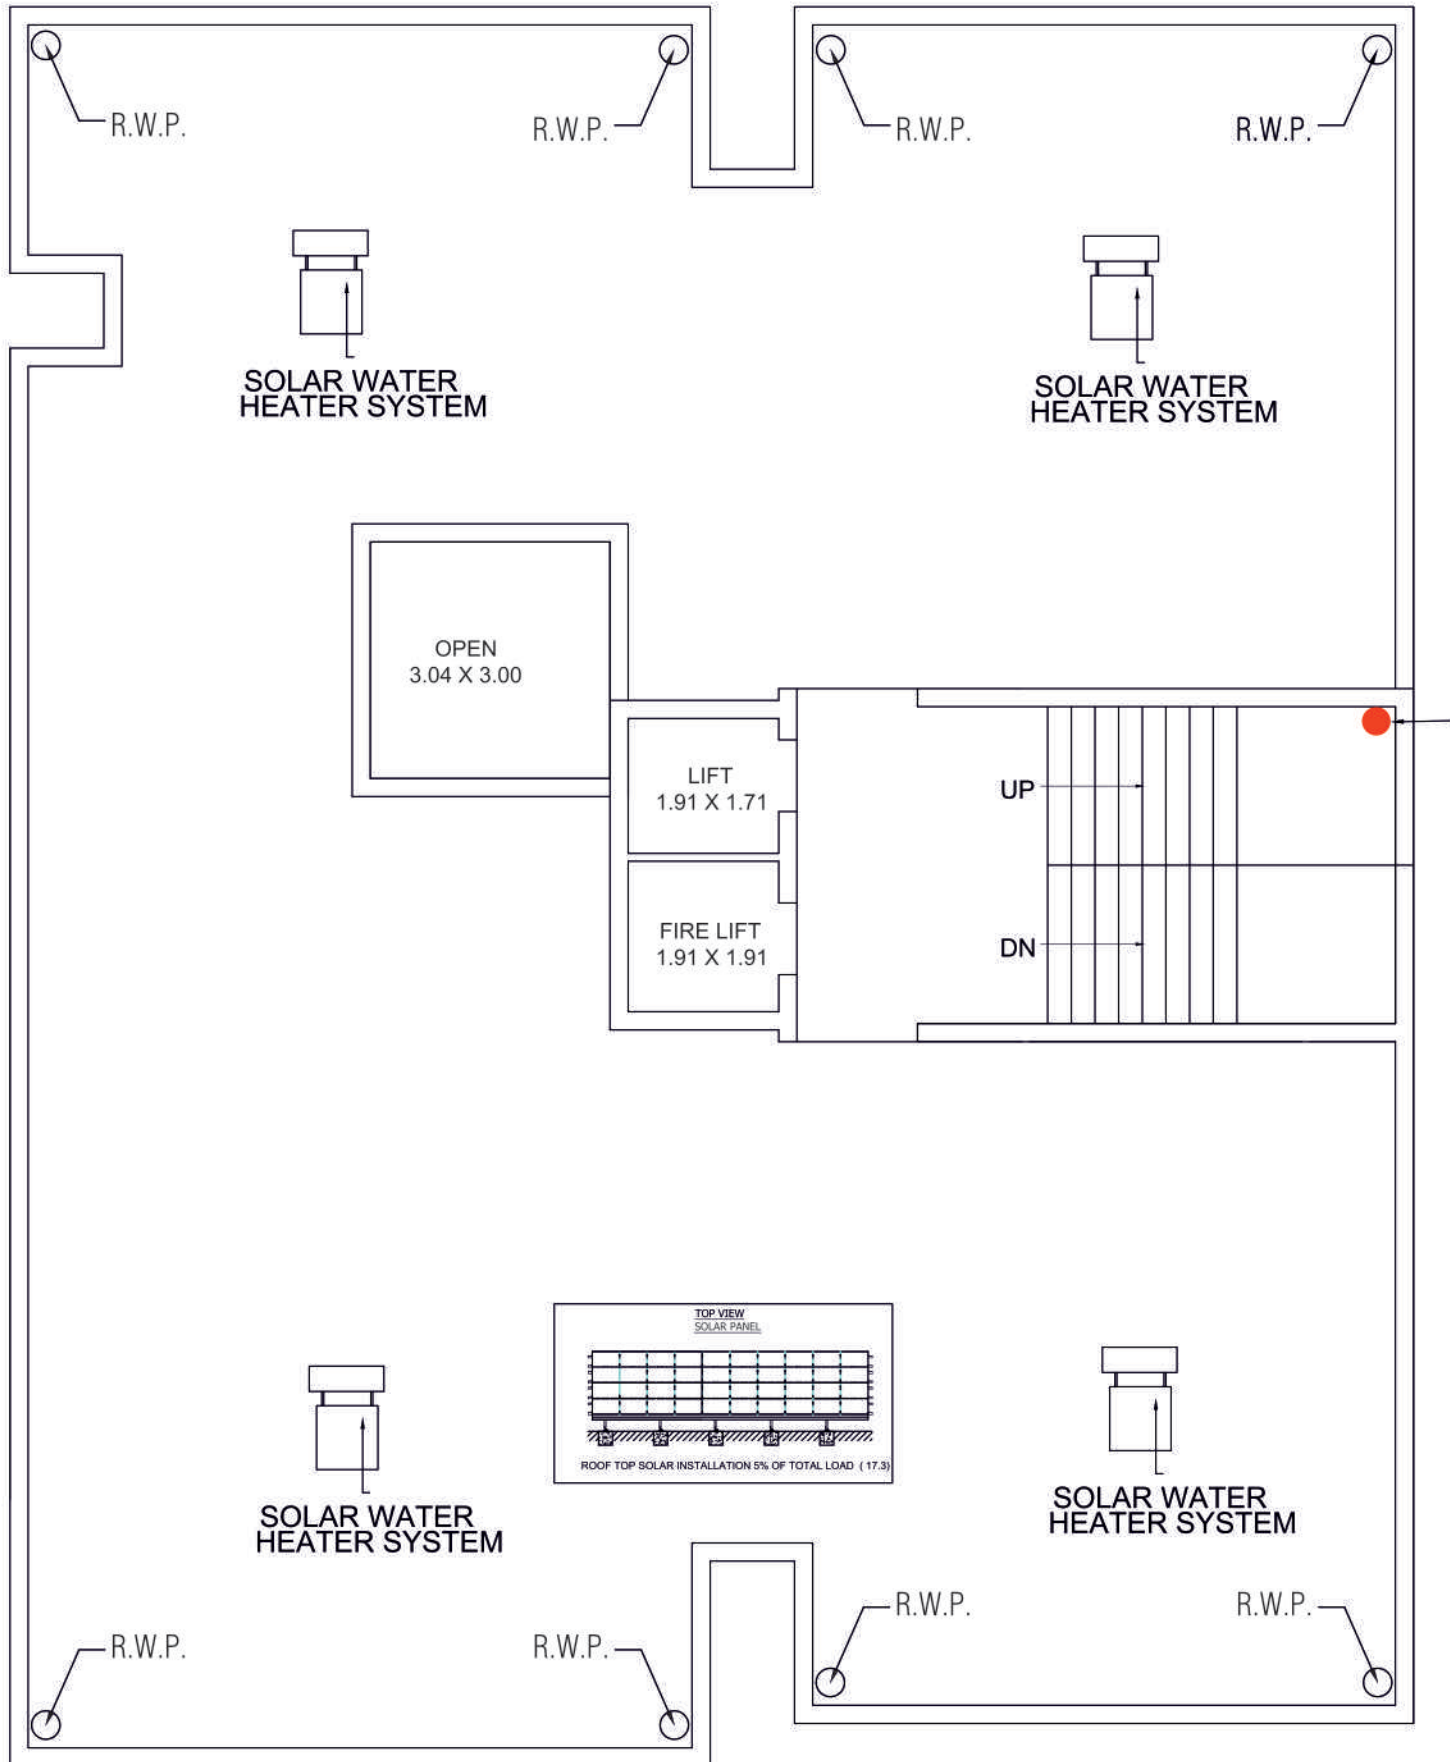 R.W.P.
R.W.P.
R.W.P.
R.W.P.
SOLAR WATER
HEATER SYSTEM
SOLAR WATER
HEATER SYSTEM
OPEN
3.04 X 3.00
LIFT
1.91 X 1.71
UP
FIRE LIFT
1.91 X 1.91
DN
TOP VIEW
SOLAR PANEL
ROOF TOP SOLAR INSTALLATION 5% OF TOTAL LOAD ( 17.3)
SOLAR WATER
HEATER SYSTEM
SOLAR WATER
HEATER SYSTEM
R.W.P.
R.W.P.
R.W.P.
R.W.P.